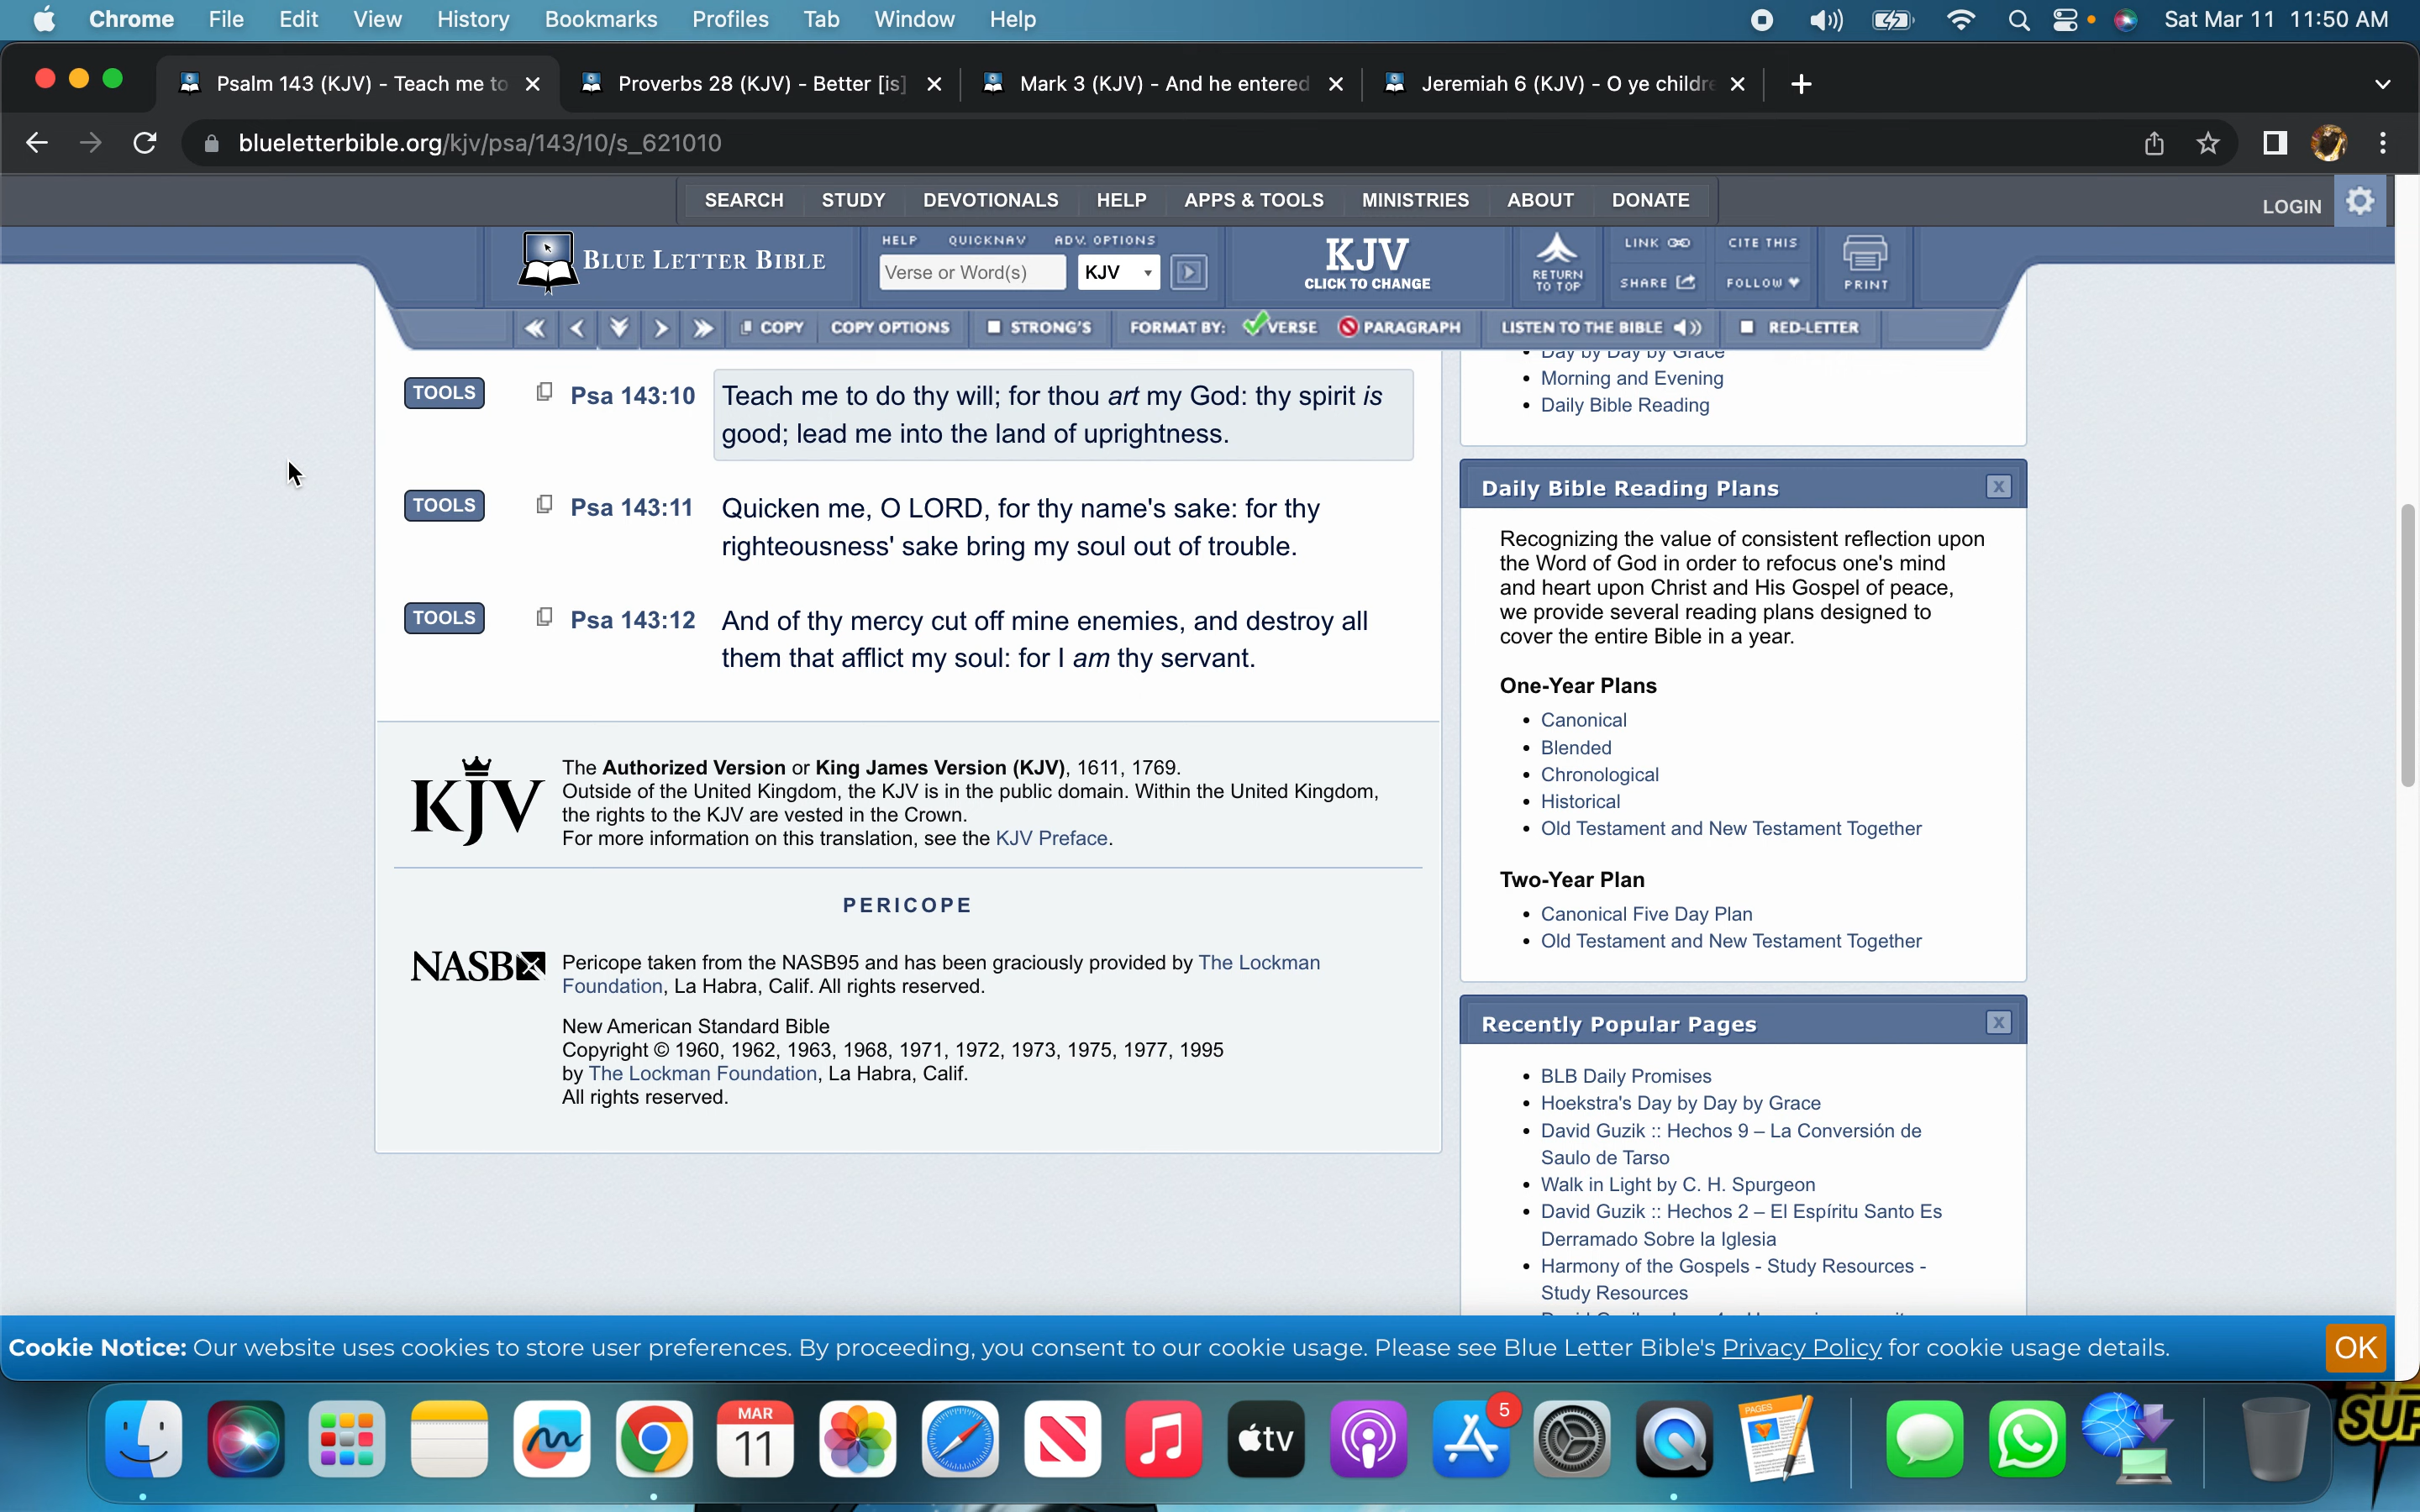 Chrome File Edit View History Bookmarks Profiles Tab Window Help Sat Mar 11 11:50 AM
Psalm 143 (KJV) - Teach me to Proverbs 28 (KJV) - Better [is] Mark 3 (KJV) - And he entered Jeremiah 6 (KJV) - O ye childre
blueletterbible.org/kjv/psa/143/10/s_621010
SEARCH STUDY DEVOTIONALS HELP APPS & TOOLS MINISTRIES ABOUT DONATE LOGIN
HELP QUICKNAV ADV. OPTIONS
BLUE LETTER BIBLE
Verse or Word(s) KJV
KJV
CLICK TO CHANGE
RETURN
TO TOP
LINK CITE THIS
SHARE FOLLOW
PRINT
COPY COPY OPTIONS STRONG'S FORMAT BY: VERSE PARAGRAPH LISTEN TO THE BIBLE RED-LETTER
TOOLS Psa 143:10 Teach me to do thy will; for thou art my God: thy spirit is
good; lead me into the land of uprightness.
TOOLS Psa 143:11 Quicken me, O LORD, for thy name's sake: for thy
righteousness' sake bring my soul out of trouble.
TOOLS Psa 143:12 And of thy mercy cut off mine enemies, and destroy all
them that afflict my soul: for I am thy servant.
KJV
The Authorized Version or King James Version (KJV), 1611, 1769.
Outside of the United Kingdom, the KJV is in the public domain. Within the United Kingdom,
the rights to the KJV are vested in the Crown.
For more information on this translation, see the KJV Preface.
PERICOPE
NASB
Pericope taken from the NASB95 and has been graciously provided by The Lockman
Foundation, La Habra, Calif. All rights reserved.
New American Standard Bible
Copyright © 1960, 1962, 1963, 1968, 1971, 1972, 1973, 1975, 1977, 1995
by The Lockman Foundation, La Habra, Calif.
All rights reserved.
Day by Day by Grace
Morning and Evening
Daily Bible Reading
Daily Bible Reading Plans x
Recognizing the value of consistent reflection upon
the Word of God in order to refocus one's mind
and heart upon Christ and His Gospel of peace,
we provide several reading plans designed to
cover the entire Bible in a year.
One-Year Plans
Canonical
Blended
Chronological
Historical
Old Testament and New Testament Together
Two-Year Plan
Canonical Five Day Plan
Old Testament and New Testament Together
Recently Popular Pages x
BLB Daily Promises
Hoekstra's Day by Day by Grace
David Guzik :: Hechos 9 – La Conversión de
Saulo de Tarso
Walk in Light by C. H. Spurgeon
David Guzik :: Hechos 2 – El Espíritu Santo Es
Derramado Sobre la Iglesia
Harmony of the Gospels - Study Resources -
Study Resources
Cookie Notice: Our website uses cookies to store user preferences. By proceeding, you consent to our cookie usage. Please see Blue Letter Bible's Privacy Policy for cookie usage details. OK
MAR
11
tv
5
PAGES
SUP